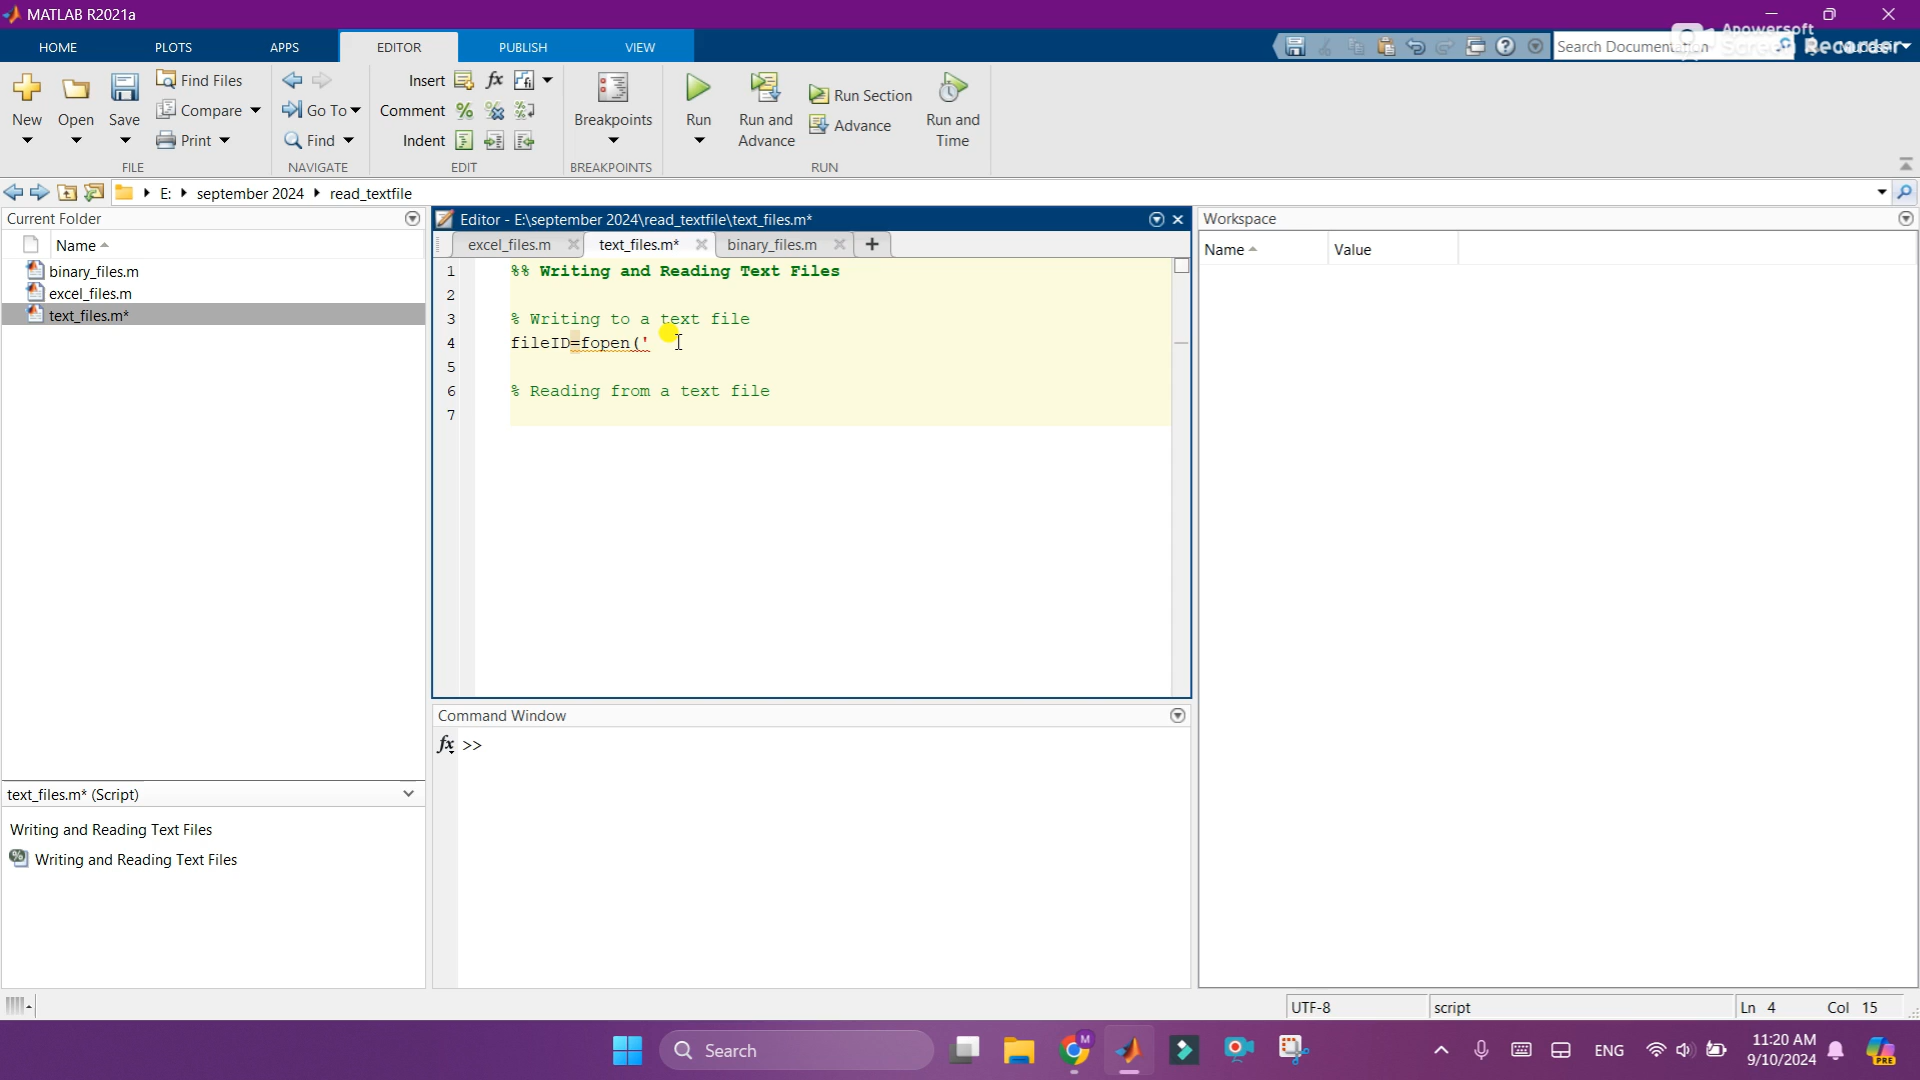 MATLAB R2021a
HOME PLOTS APPS EDITOR PUBLISH VIEW
Search Documentation
Apowersoft
Screen Recorder
New Open Save
Find Files
Compare
Print
FILE
Go To
Find
NAVIGATE
Insert
Comment
Indent
EDIT
Breakpoints
BREAKPOINTS
Run
Run and Advance
Run Section
Advance
Run and Time
RUN
E: september 2024 read_textfile
Current Folder
Name
binary_files.m
excel_files.m
text_files.m*
text_files.m* (Script)
Writing and Reading Text Files
Writing and Reading Text Files
Editor - E:\september 2024\read_textfile\text_files.m*
excel_files.m text_files.m* binary_files.m
1 %% Writing and Reading Text Files
2
3 % Writing to a text file
4 fileID=fopen('
5
6 % Reading from a text file
7
Command Window
fx >>
Workspace
Name Value
UTF-8 script Ln 4 Col 15
Search
M
ENG
11:20 AM
9/10/2024
PRE